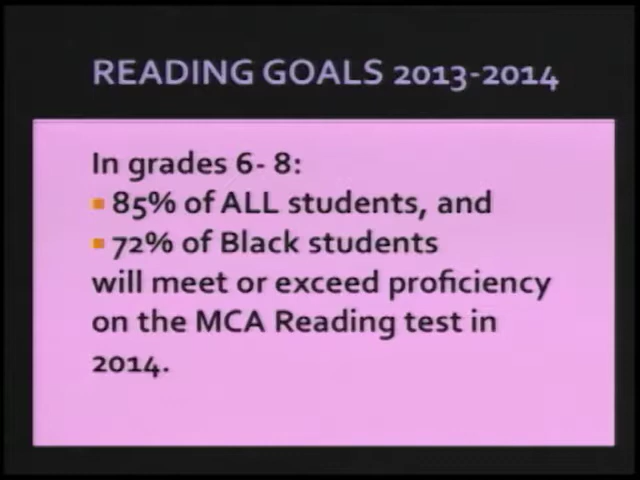 READING GOALS 2013-2014
In grades 6- 8:
▪ 85% of ALL students, and
▪ 72% of Black students
will meet or exceed proficiency
on the MCA Reading test in
2014.